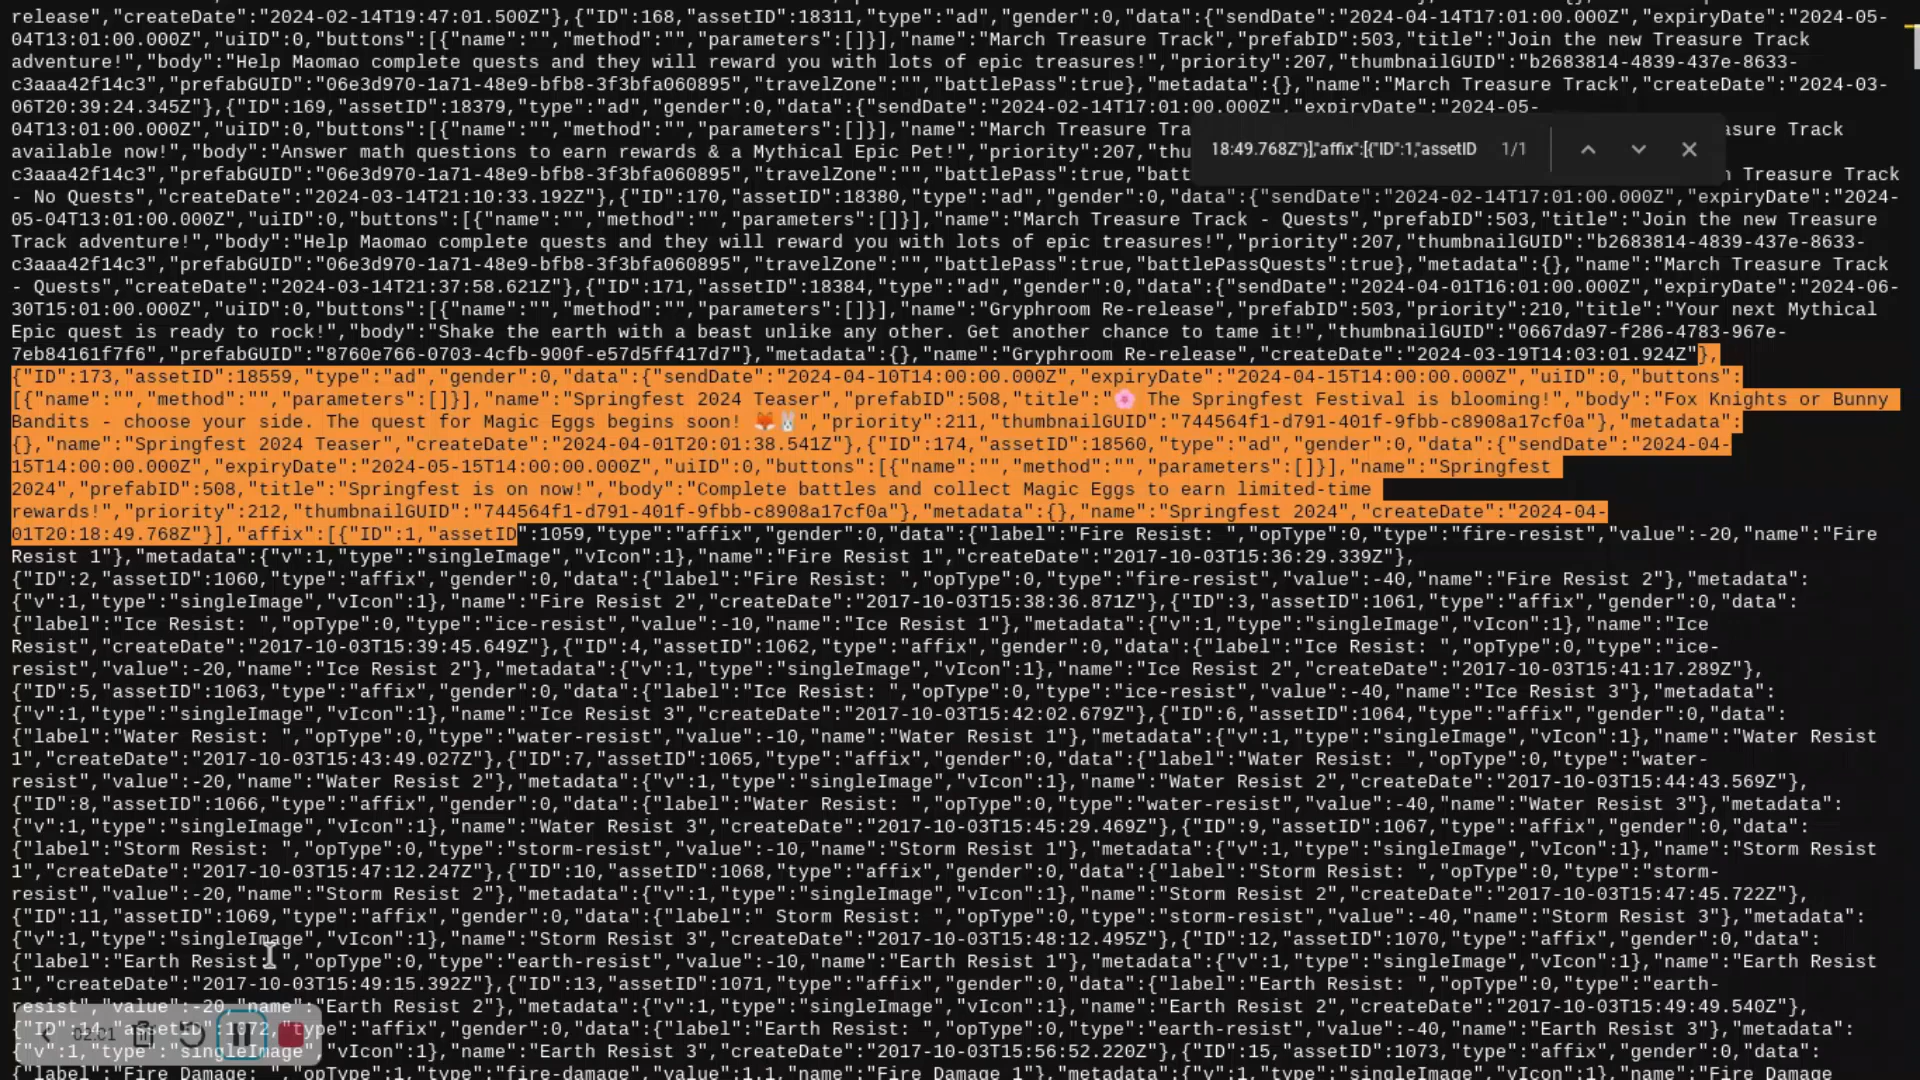 release","createDate":"2024-02-14T19:47:01.500Z"},{"ID":168,"assetID":18311,"type":"ad","gender":0,"data":{"sendDate":"2024-04-14T17:01:00.000Z","expiryDate":"2024-05-
04T13:01:00.000Z","uiID":0,"buttons":[{"name":"","method":"","parameters":[]}],"name":"March Treasure Track","prefabID":503,"title":"Join the new Treasure Track
adventure!","body":"Help Maomao complete quests and they will reward you with lots of epic treasures!","priority":207,"thumbnailGUID":"b2683814-4839-437e-8633-
c3aaa42f14c3","prefabGUID":"06e3d970-1a71-48e9-bfb8-3f3bfa060895","travelZone":"","battlePass":true},"metadata":{},"name":"March Treasure Track","createDate":"2024-03-
06T20:39:24.345Z"},{"ID":169,"assetID":18379,"type":"ad","gender":0,"data":{"sendDate":"2024-02-14T17:01:00.000Z","expiryDate":"2024-05-
04T13:01:00.000Z","uiID":0,"buttons":[{"name":"","method":"","parameters":[]}],"name":"March Treasure Tra asure Track
available now!","body":"Answer math questions to earn rewards & a Mythical Epic Pet!","priority":207,"thu
18:49.768Z"}],"affix":[{"ID":1,"assetID 1/1
c3aaa42f14c3","prefabGUID":"06e3d970-1a71-48e9-bfb8-3f3bfa060895","travelZone":"","battlePass":true,"batt h Treasure Track
- No Quests","createDate":"2024-03-14T21:10:33.192Z"},{"ID":170,"assetID":18380,"type":"ad","gender":0,"data":{"sendDate":"2024-02-14T17:01:00.000Z","expiryDate":"2024-
05-04T13:01:00.000Z","uiID":0,"buttons":[{"name":"","method":"","parameters":[]}],"name":"March Treasure Track - Quests","prefabID":503,"title":"Join the new Treasure
Track adventure!","body":"Help Maomao complete quests and they will reward you with lots of epic treasures!","priority":207,"thumbnailGUID":"b2683814-4839-437e-8633-
c3aaa42f14c3","prefabGUID":"06e3d970-1a71-48e9-bfb8-3f3bfa060895","travelZone":"","battlePass":true,"battlePassQuests":true},"metadata":{},"name":"March Treasure Track
- Quests","createDate":"2024-03-14T21:37:58.621Z"},{"ID":171,"assetID":18384,"type":"ad","gender":0,"data":{"sendDate":"2024-04-01T16:01:00.000Z","expiryDate":"2024-06-
30T15:01:00.000Z","uiID":0,"buttons":[{"name":"","method":"","parameters":[]}],"name":"Gryphroom Re-release","prefabID":503,"priority":210,"title":"Your next Mythical
Epic quest is ready to rock!","body":"Shake the earth with a beast unlike any other. Get another chance to tame it!","thumbnailGUID":"0667da97-f286-4783-967e-
7eb84161f7f6","prefabGUID":"8760e766-0703-4cfb-900f-e57d5ff417d7"},"metadata":{},"name":"Gryphroom Re-release","createDate":"2024-03-19T14:03:01.924Z"},
{"ID":173,"assetID":18559,"type":"ad","gender":0,"data":{"sendDate":"2024-04-10T14:00:00.000Z","expiryDate":"2024-04-15T14:00:00.000Z","uiID":0,"buttons":
[{"name":"","method":"","parameters":[]}],"name":"Springfest 2024 Teaser","prefabID":508,"title":"🌸 The Springfest Festival is blooming!","body":"Fox Knights or Bunny
Bandits - choose your side. The quest for Magic Eggs begins soon! 🦊🐰","priority":211,"thumbnailGUID":"744564f1-d791-401f-9fbb-c8908a17cf0a"},"metadata":
{},"name":"Springfest 2024 Teaser","createDate":"2024-04-01T20:01:38.541Z"},{"ID":174,"assetID":18560,"type":"ad","gender":0,"data":{"sendDate":"2024-04-
15T14:00:00.000Z","expiryDate":"2024-05-15T14:00:00.000Z","uiID":0,"buttons":[{"name":"","method":"","parameters":[]}],"name":"Springfest
2024","prefabID":508,"title":"Springfest is on now!","body":"Complete battles and collect Magic Eggs to earn limited-time
rewards!","priority":212,"thumbnailGUID":"744564f1-d791-401f-9fbb-c8908a17cf0a"},"metadata":{},"name":"Springfest 2024","createDate":"2024-04-
01T20:18:49.768Z"}],"affix":[{"ID":1,"assetID":1059,"type":"affix","gender":0,"data":{"label":"Fire Resist: ","opType":0,"type":"fire-resist","value":-20,"name":"Fire
Resist 1"},"metadata":{"v":1,"type":"singleImage","vIcon":1},"name":"Fire Resist 1","createDate":"2017-10-03T15:36:29.339Z"},
{"ID":2,"assetID":1060,"type":"affix","gender":0,"data":{"label":"Fire Resist: ","opType":0,"type":"fire-resist","value":-40,"name":"Fire Resist 2"},"metadata":
{"v":1,"type":"singleImage","vIcon":1},"name":"Fire Resist 2","createDate":"2017-10-03T15:38:36.871Z"},{"ID":3,"assetID":1061,"type":"affix","gender":0,"data":
{"label":"Ice Resist: ","opType":0,"type":"ice-resist","value":-10,"name":"Ice Resist 1"},"metadata":{"v":1,"type":"singleImage","vIcon":1},"name":"Ice
Resist","createDate":"2017-10-03T15:39:45.649Z"},{"ID":4,"assetID":1062,"type":"affix","gender":0,"data":{"label":"Ice Resist: ","opType":0,"type":"ice-
resist","value":-20,"name":"Ice Resist 2"},"metadata":{"v":1,"type":"singleImage","vIcon":1},"name":"Ice Resist 2","createDate":"2017-10-03T15:41:17.289Z"},
{"ID":5,"assetID":1063,"type":"affix","gender":0,"data":{"label":"Ice Resist: ","opType":0,"type":"ice-resist","value":-40,"name":"Ice Resist 3"},"metadata":
{"v":1,"type":"singleImage","vIcon":1},"name":"Ice Resist 3","createDate":"2017-10-03T15:42:02.679Z"},{"ID":6,"assetID":1064,"type":"affix","gender":0,"data":
{"label":"Water Resist: ","opType":0,"type":"water-resist","value":-10,"name":"Water Resist 1"},"metadata":{"v":1,"type":"singleImage","vIcon":1},"name":"Water Resist
1","createDate":"2017-10-03T15:43:49.027Z"},{"ID":7,"assetID":1065,"type":"affix","gender":0,"data":{"label":"Water Resist: ","opType":0,"type":"water-
resist","value":-20,"name":"Water Resist 2"},"metadata":{"v":1,"type":"singleImage","vIcon":1},"name":"Water Resist 2","createDate":"2017-10-03T15:44:43.569Z"},
{"ID":8,"assetID":1066,"type":"affix","gender":0,"data":{"label":"Water Resist: ","opType":0,"type":"water-resist","value":-40,"name":"Water Resist 3"},"metadata":
{"v":1,"type":"singleImage","vIcon":1},"name":"Water Resist 3","createDate":"2017-10-03T15:45:29.469Z"},{"ID":9,"assetID":1067,"type":"affix","gender":0,"data":
{"label":"Storm Resist: ","opType":0,"type":"storm-resist","value":-10,"name":"Storm Resist 1"},"metadata":{"v":1,"type":"singleImage","vIcon":1},"name":"Storm Resist
1","createDate":"2017-10-03T15:47:12.247Z"},{"ID":10,"assetID":1068,"type":"affix","gender":0,"data":{"label":"Storm Resist: ","opType":0,"type":"storm-
resist","value":-20,"name":"Storm Resist 2"},"metadata":{"v":1,"type":"singleImage","vIcon":1},"name":"Storm Resist 2","createDate":"2017-10-03T15:47:45.722Z"},
{"ID":11,"assetID":1069,"type":"affix","gender":0,"data":{"label":" Storm Resist: ","opType":0,"type":"storm-resist","value":-40,"name":"Storm Resist 3"},"metadata":
{"v":1,"type":"singleImage","vIcon":1},"name":"Storm Resist 3","createDate":"2017-10-03T15:48:12.495Z"},{"ID":12,"assetID":1070,"type":"affix","gender":0,"data":
{"label":"Earth Resist: ","opType":0,"type":"earth-resist","value":-10,"name":"Earth Resist 1"},"metadata":{"v":1,"type":"singleImage","vIcon":1},"name":"Earth Resist
1","createDate":"2017-10-03T15:49:15.392Z"},{"ID":13,"assetID":1071,"type":"affix","gender":0,"data":{"label":"Earth Resist: ","opType":0,"type":"earth-
resist","value":-20,"name":"Earth Resist 2"},"metadata":{"v":1,"type":"singleImage","vIcon":1},"name":"Earth Resist 2","createDate":"2017-10-03T15:49:49.540Z"},
{"ID":14,"assetID":1072,"type":"affix","gender":0,"data":{"label":"Earth Resist: ","opType":0,"type":"earth-resist","value":-40,"name":"Earth Resist 3"},"metadata":
02:01
{"v":1,"type":"singleImage","vIcon":1},"name":"Earth Resist 3","createDate":"2017-10-03T15:56:52.220Z"},{"ID":15,"assetID":1073,"type":"affix","gender":0,"data":
{"label":"Fire Damage: ","opType":1,"type":"fire-damage","value":1.1,"name":"Fire Damage 1"},"metadata":{"v":1,"type":"singleImage","vIcon":1},"name":"Fire Damage